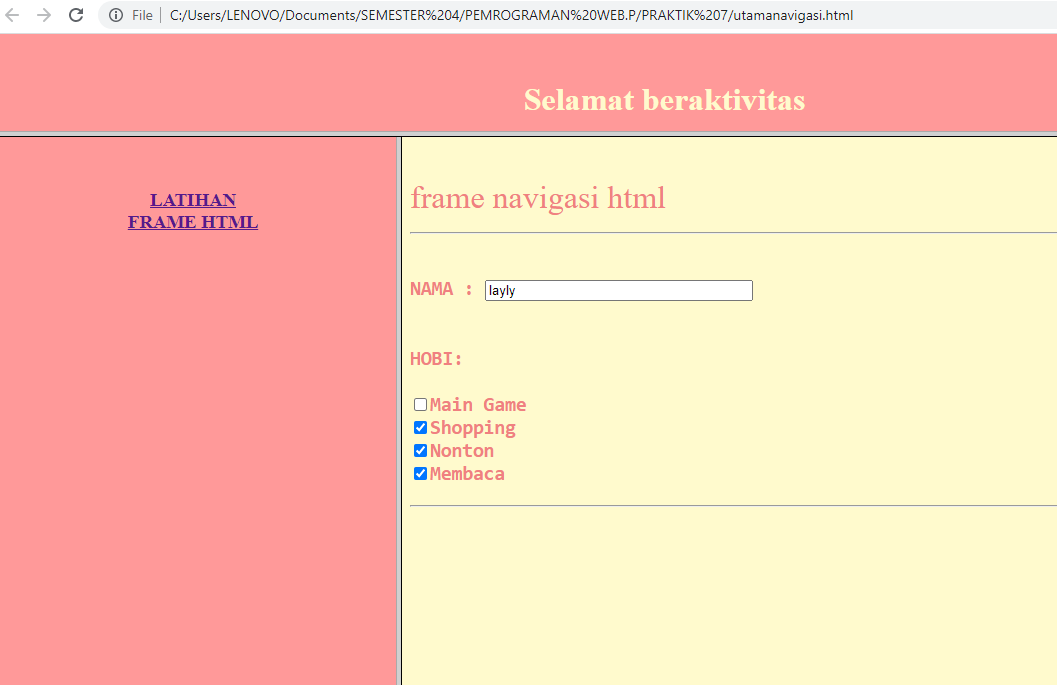 File | C:/Users/LENOVO/Documents/SEMESTER%204/PEMROGRAMAN%20WEB.P/PRAKTIK%207/utamanavigasi.html
Selamat beraktivitas
LATIHAN
FRAME HTML
frame navigasi html
NAMA : layly
HOBI:
Main Game
Shopping
Nonton
Membaca